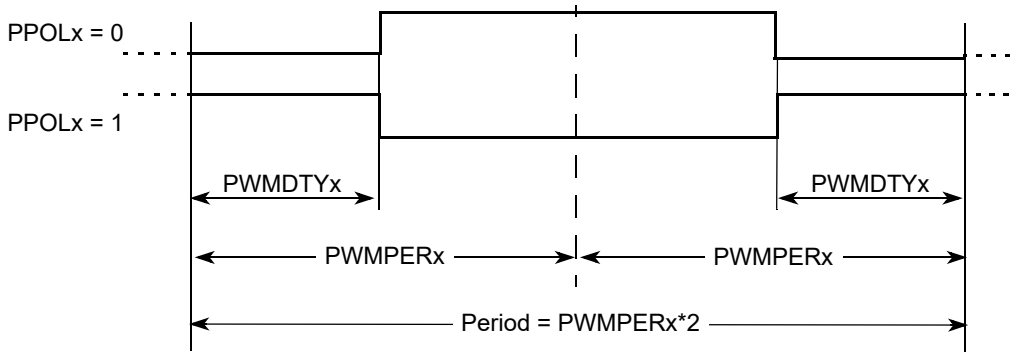 PPOLx = 0
PPOLx = 1
PWMDTYx
PWMDTYx
PWMPERx
PWMPERx
Period = PWMPERx*2